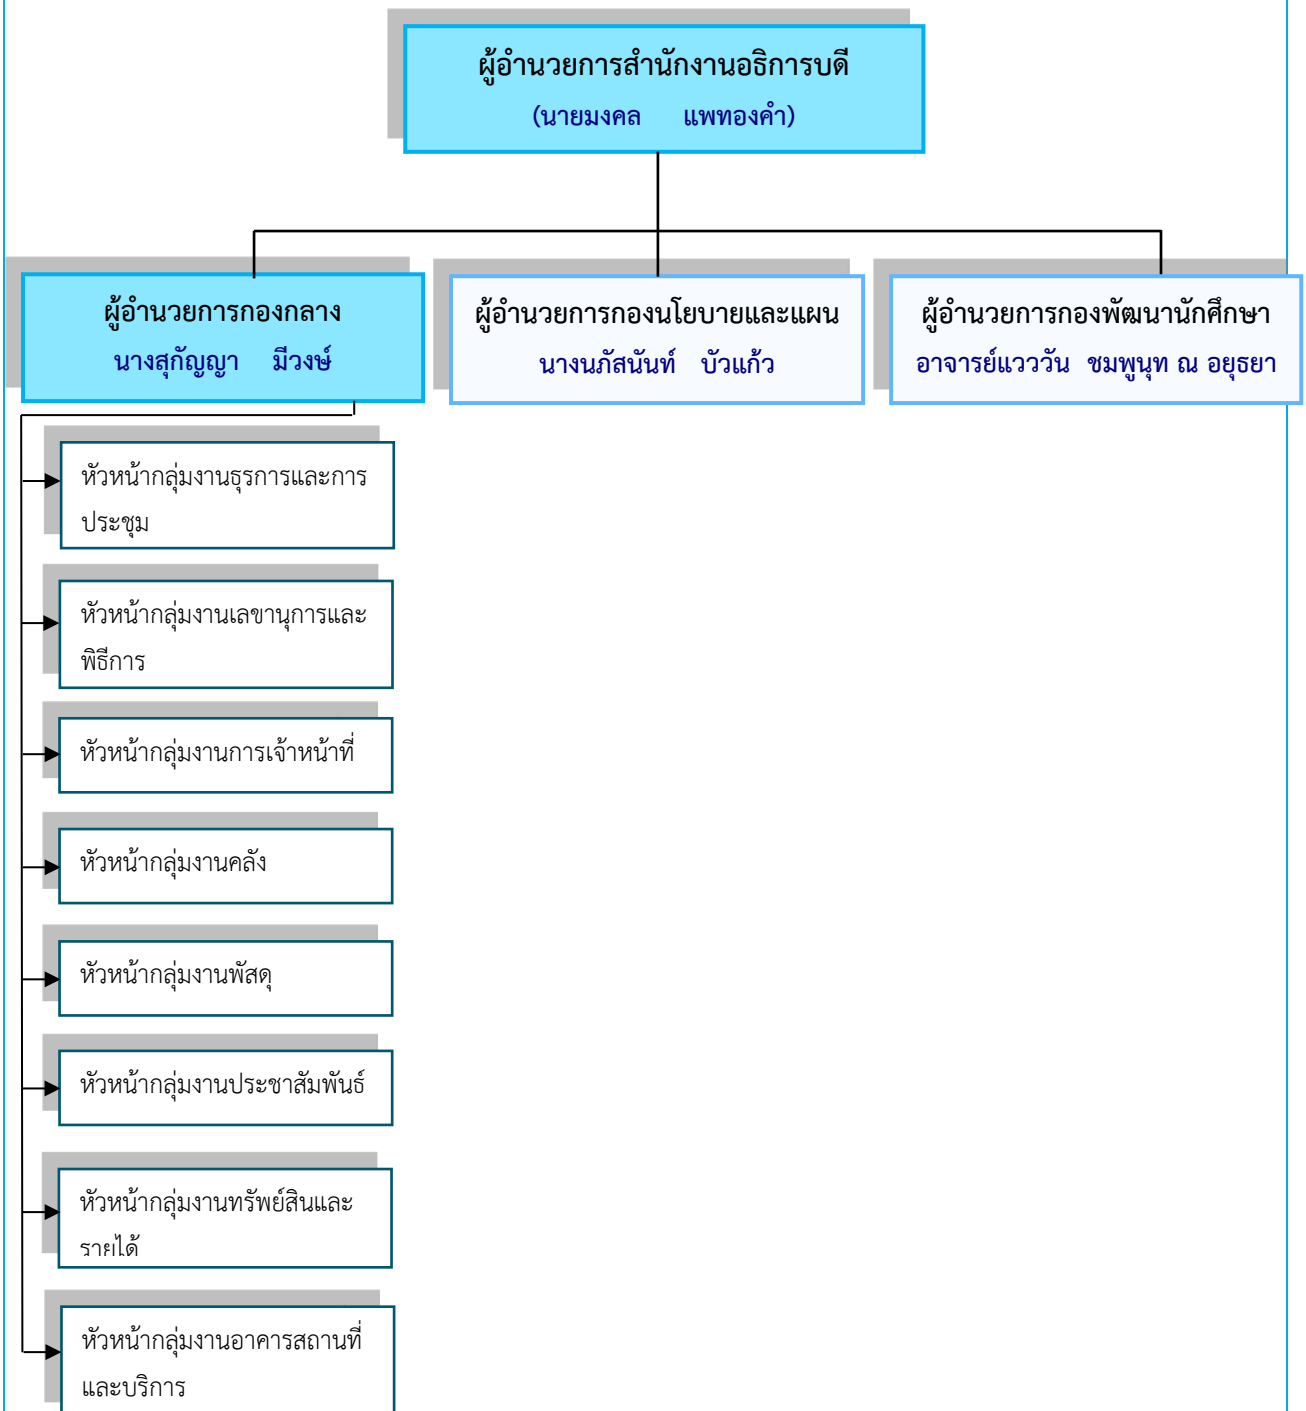 ผู้อำนวยการสำนักงานอธิการบดี
(นายมงคล แพทองคำ)
ผู้อำนวยการกองกลาง
นางสุกัญญา มีวงษ์
ผู้อำนวยการกองนโยบายและแผน
นางนภัสนันท์ บัวแก้ว
ผู้อำนวยการกองพัฒนานักศึกษา
อาจารย์แวววัน ชมพูนุท ณ อยุธยา
หัวหน้ากลุ่มงานธุรการและการ
ประชุม
หัวหน้ากลุ่มงานเลขานุการและ
พิธีการ
หัวหน้ากลุ่มงานการเจ้าหน้าที่
หัวหน้ากลุ่มงานคลัง
หัวหน้ากลุ่มงานพัสดุ
หัวหน้ากลุ่มงานประชาสัมพันธ์
หัวหน้ากลุ่มงานทรัพย์สินและ
รายได้
หัวหน้ากลุ่มงานอาคารสถานที่
และบริการ